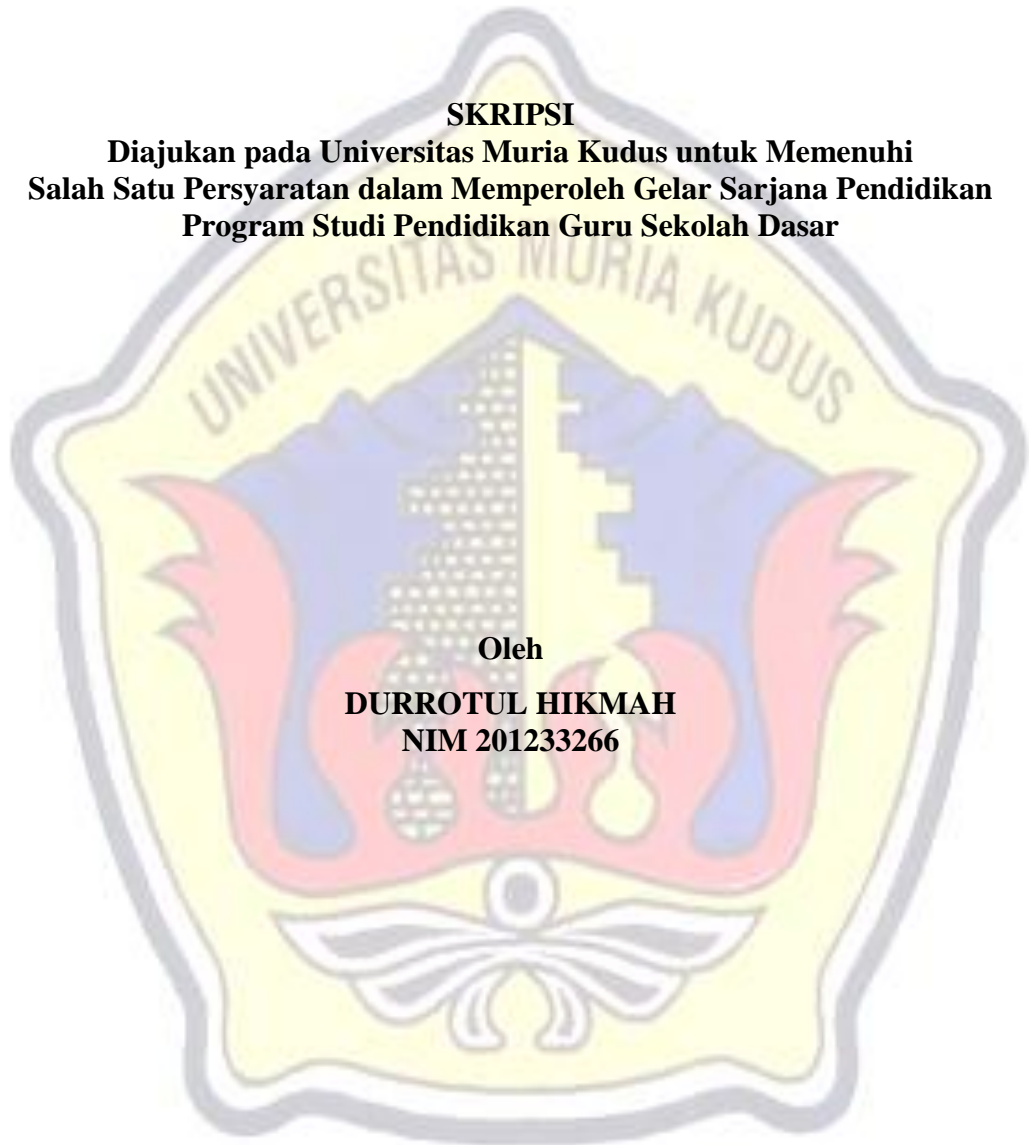 SKRIPSI
Diajukan pada Universitas Muria Kudus untuk Memenuhi
Salah Satu Persyaratan dalam Memperoleh Gelar Sarjana Pendidikan
Program Studi Pendidikan Guru Sekolah Dasar
UNIVERSITAS MURIA KUDUS
Oleh
DURROTUL HIKMAH
NIM 201233266